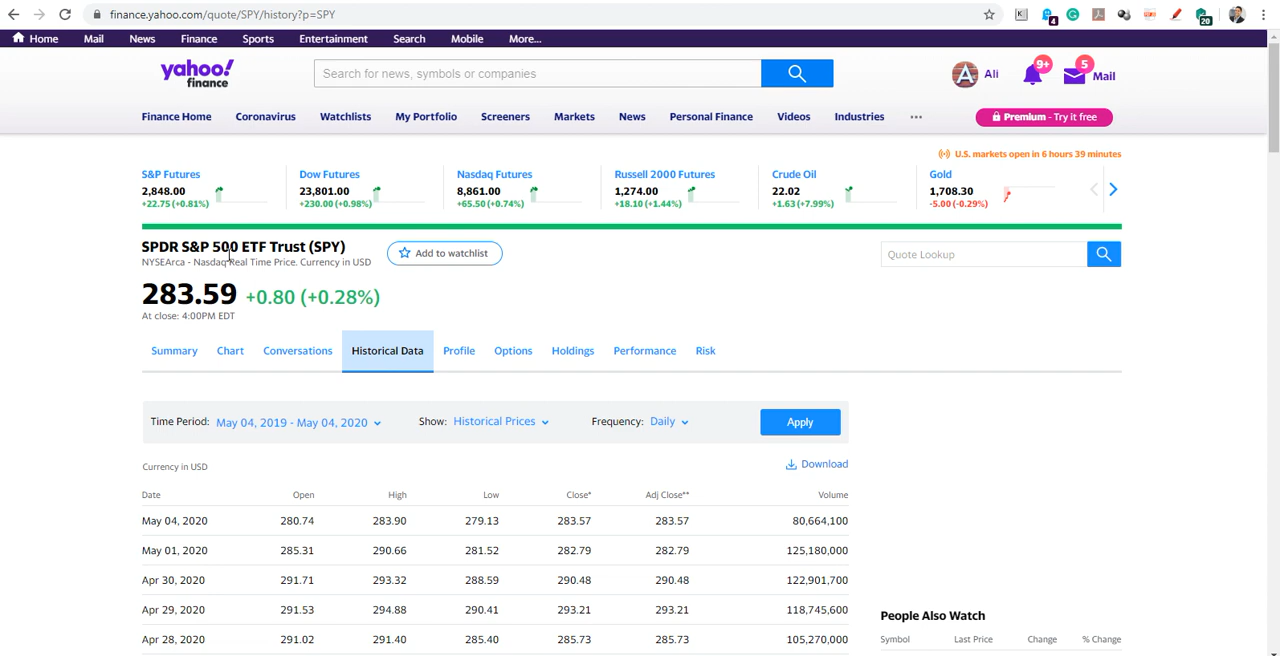 finance.yahoo.com/quote/SPY/history?p=SPY
4
20
Home Mail News Finance Sports Entertainment Search Mobile More...
yahoo!
finance
Search for news, symbols or companies
Ali
9+
5
Mail
Finance Home Coronavirus Watchlists My Portfolio Screeners Markets News Personal Finance Videos Industries ••• Premium - Try it free
U.S. markets open in 6 hours 39 minutes
S&P Futures Dow Futures Nasdaq Futures Russell 2000 Futures Crude Oil Gold
2,848.00 23,801.00 8,861.00 1,274.00 22.02 1,708.30
+22.75 (+0.81%) +230.00 (+0.98%) +65.50 (+0.74%) +18.10 (+1.44%) +1.63 (+7.99%) -5.00 (-0.29%)
SPDR S&P 500 ETF Trust (SPY)
Add to watchlist
Quote Lookup
NYSEArca - Nasdaq Real Time Price. Currency in USD
283.59 +0.80 (+0.28%)
At close: 4:00PM EDT
Summary Chart Conversations Historical Data Profile Options Holdings Performance Risk
Time Period: May 04, 2019 - May 04, 2020 Show: Historical Prices Frequency: Daily Apply
Currency in USD Download
Date Open High Low Close* Adj Close** Volume
May 04, 2020 280.74 283.90 279.13 283.57 283.57 80,664,100
May 01, 2020 285.31 290.66 281.52 282.79 282.79 125,180,000
Apr 30, 2020 291.71 293.32 288.59 290.48 290.48 122,901,700
Apr 29, 2020 291.53 294.88 290.41 293.21 293.21 118,745,600
Apr 28, 2020 291.02 291.40 285.40 285.73 285.73 105,270,000
People Also Watch
Symbol Last Price Change % Change